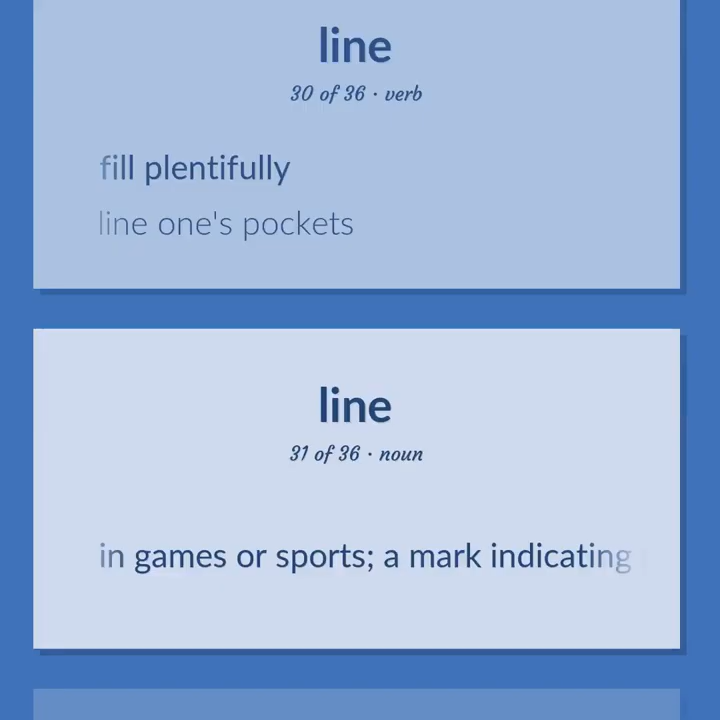 line
30 of 36 · verb
fill plentifully
line one's pockets
line
31 of 36 · noun
in games or sports; a mark indicating